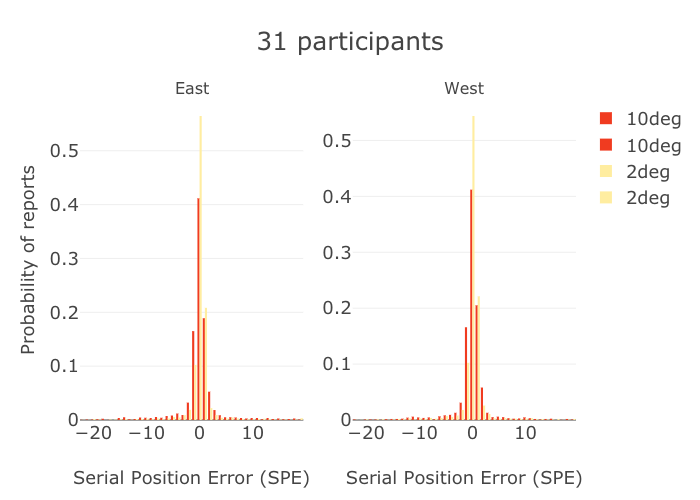 31 participants
East
West
10deg
10deg
2deg
2deg
Probability of reports
0.5
0.4
0.3
0.2
0.1
0
−20
−10
0
10
0.5
0.4
0.3
0.2
0.1
0
−20
−10
0
10
Serial Position Error (SPE)
Serial Position Error (SPE)